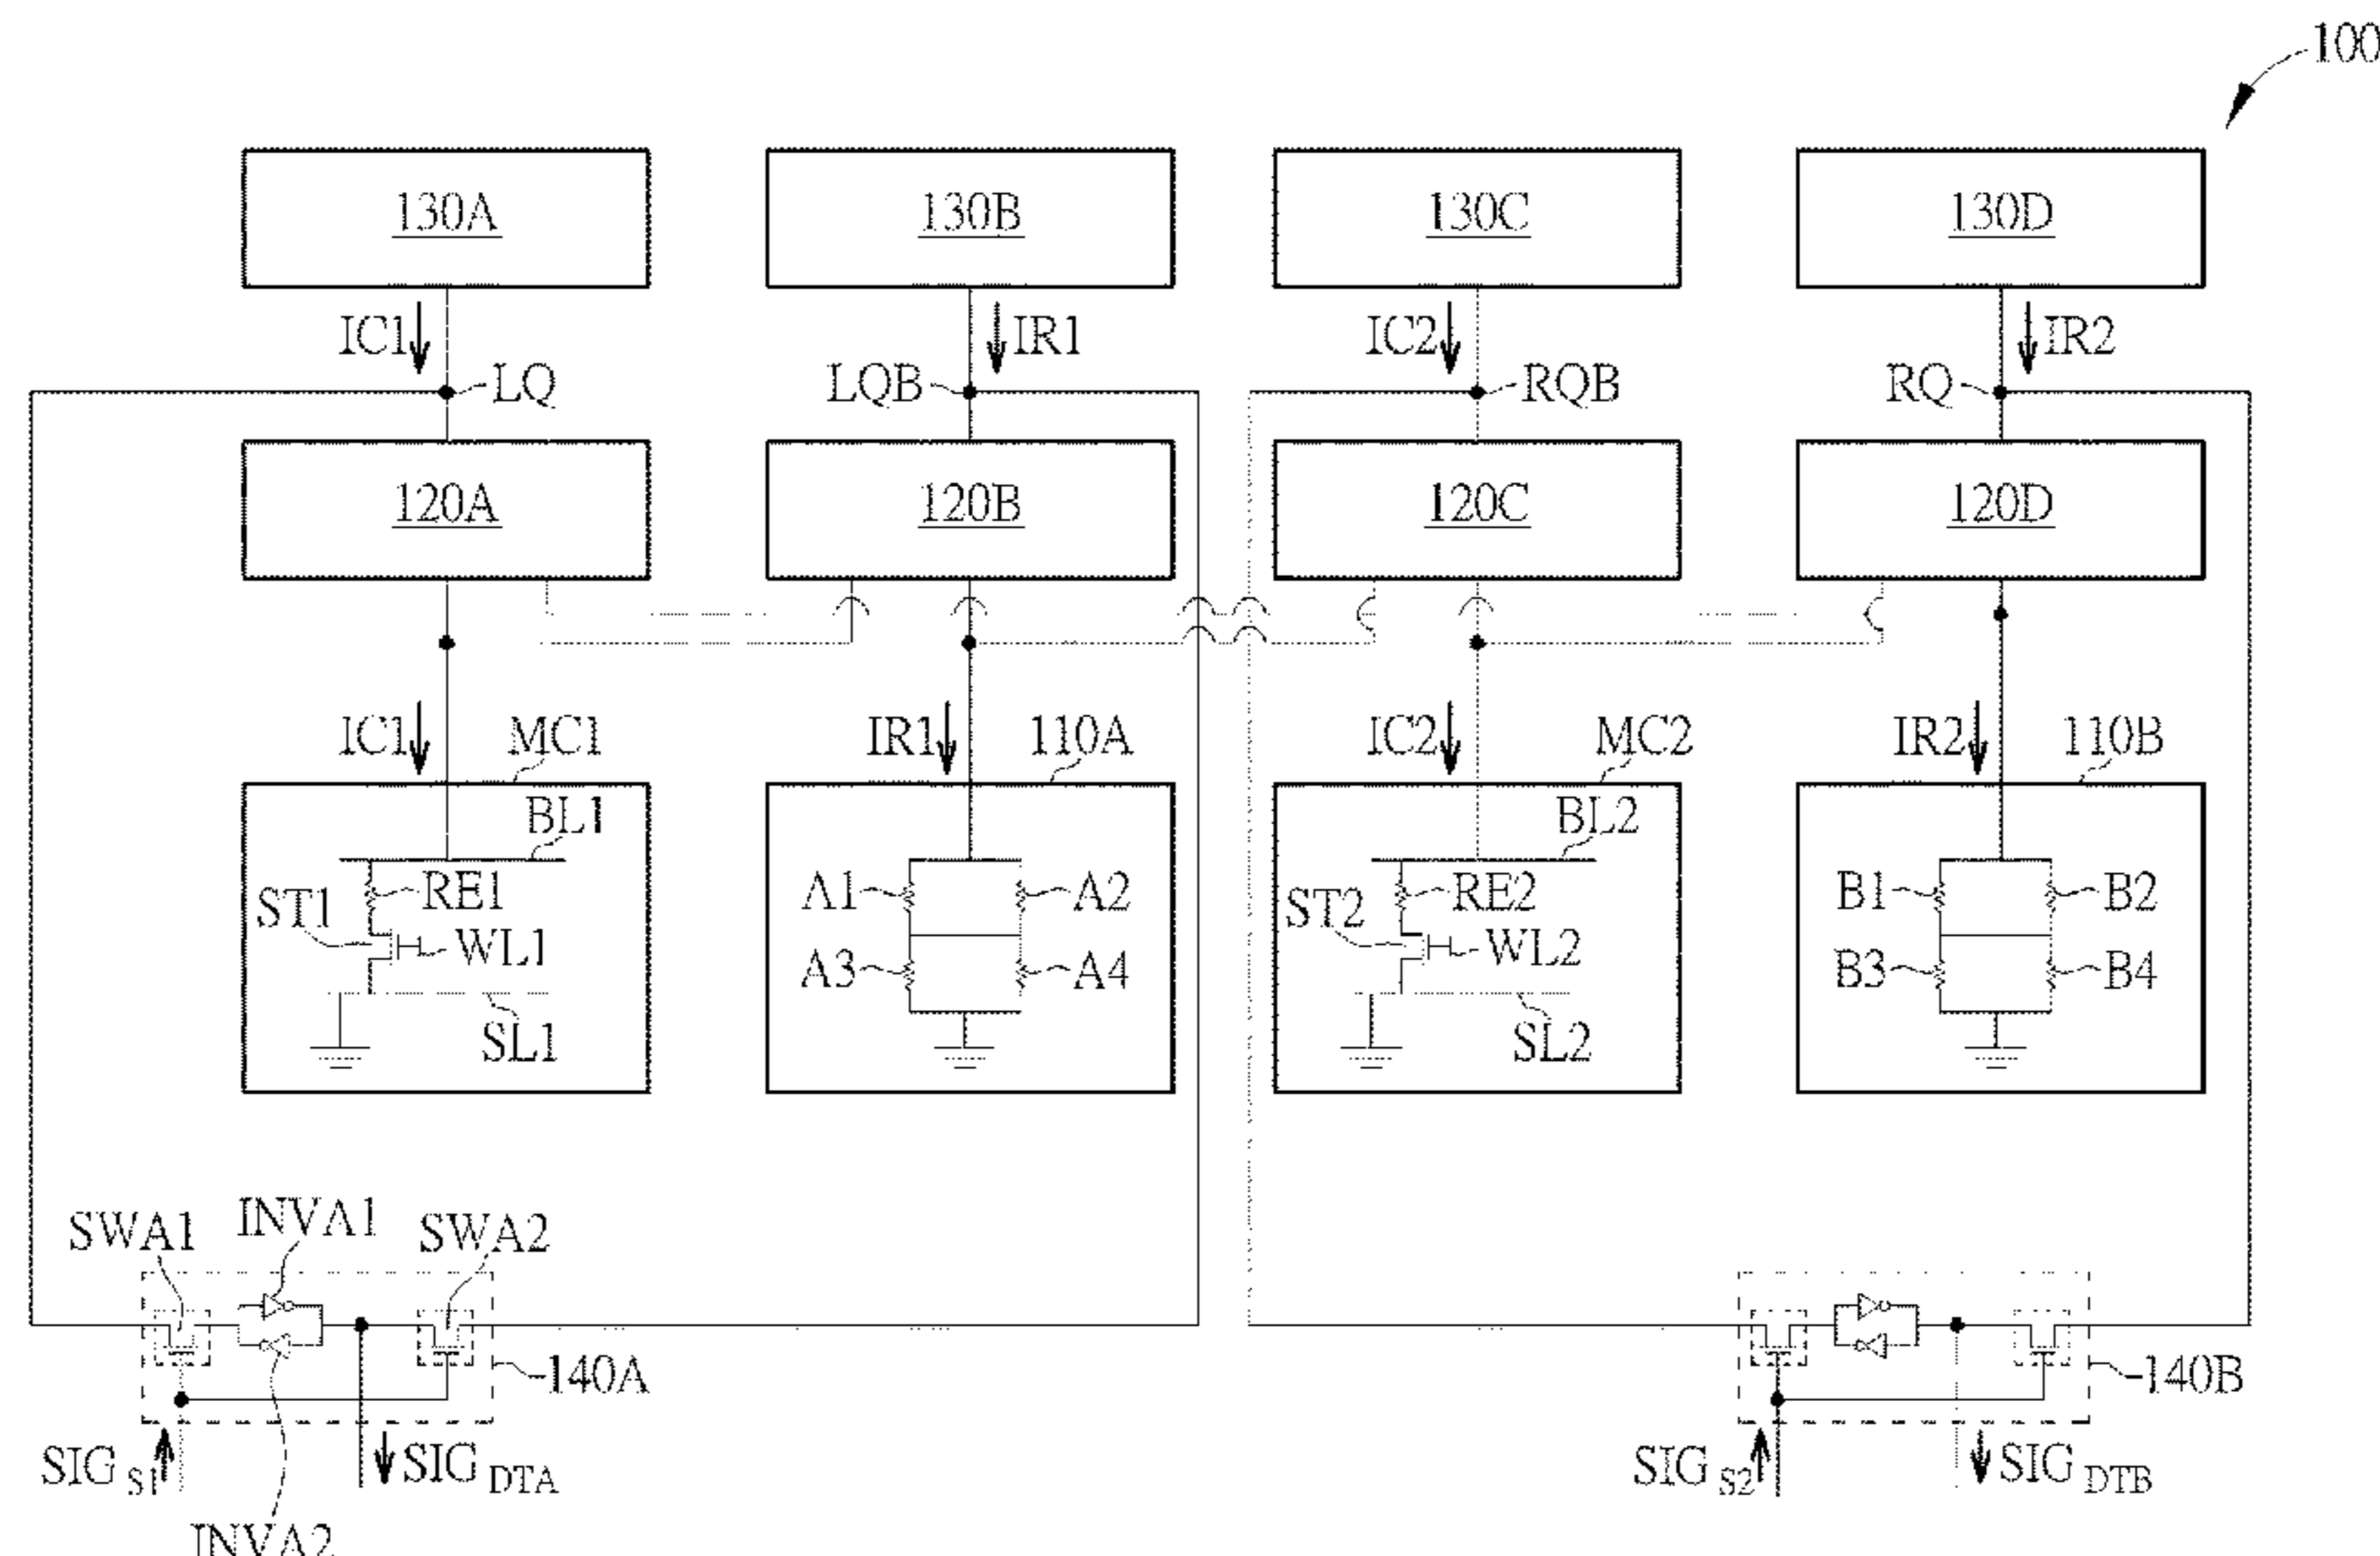 100
130A 130B 130C 130D
IC1 IR1 IC2 IR2
LQ LQB RQB RQ
120A 120B 120C 120D
IC1 MC1 IR1 110A IC2 MC2 IR2 110B
BL1 BL2
ST1 RE1 A1 A2 ST2 RE2 B1 B2
WL1 A3 A4 WL2 B3 B4
SL1 SL2
SWA1 INVA1 SWA2
140A 140B
SIG S1 SIG DTA SIG S2 SIG DTB
INVA2